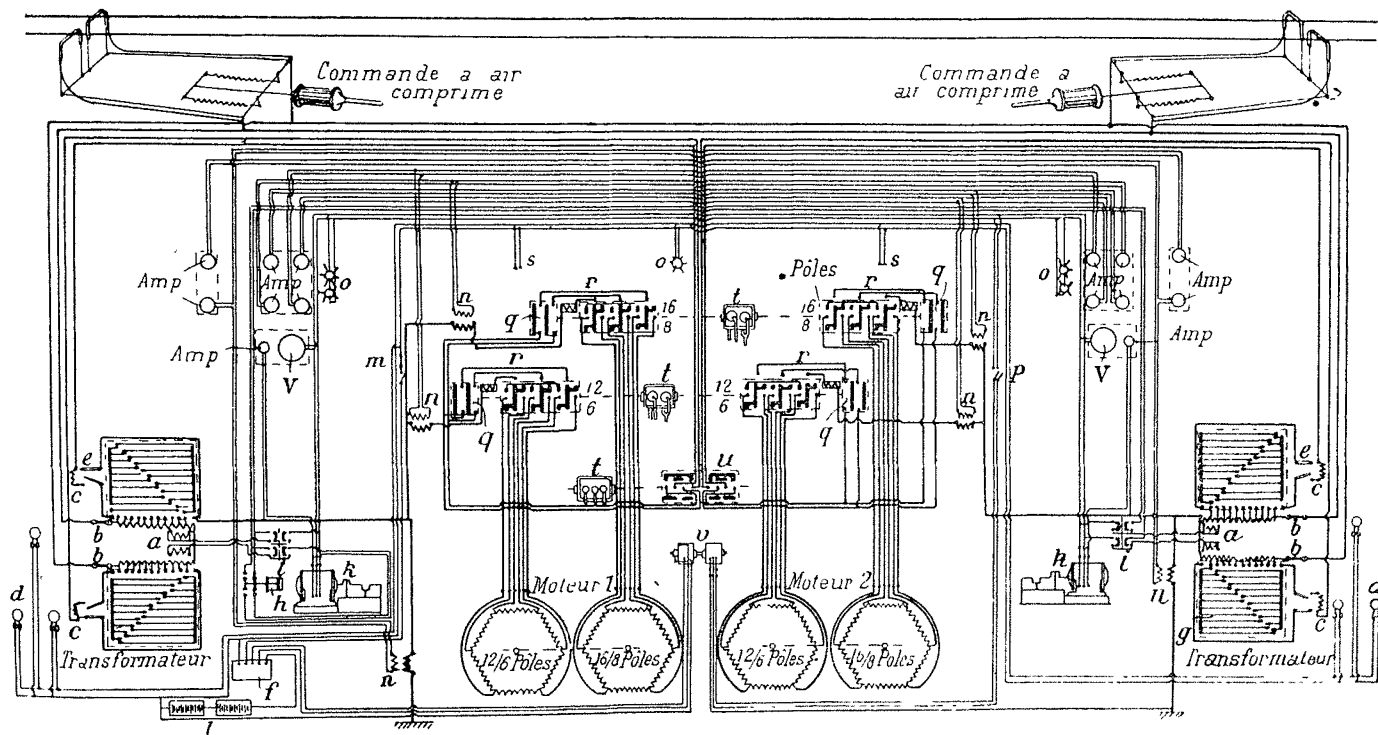 Commande a air
comprime
Commande a
air comprime
Amp
Amp
o
s
o
Pôles
s
q
o
Amp
Amp
n
r
q
16
8
t
16
8
r
n
Amp
V
m
r
q
12
6
t
12
6
r
q
n
p
V
Amp
n
e
c
b
a
b
t
u
e
c
b
a
b
i
d
c
Transformateur
h
k
v
Moteur 1
Moteur 2
h
k
n
g
c
d
Transformateur
12/6 Pôles
16/8 Pôles
12/6 Pôles
16/8 Pôles
f
n
l